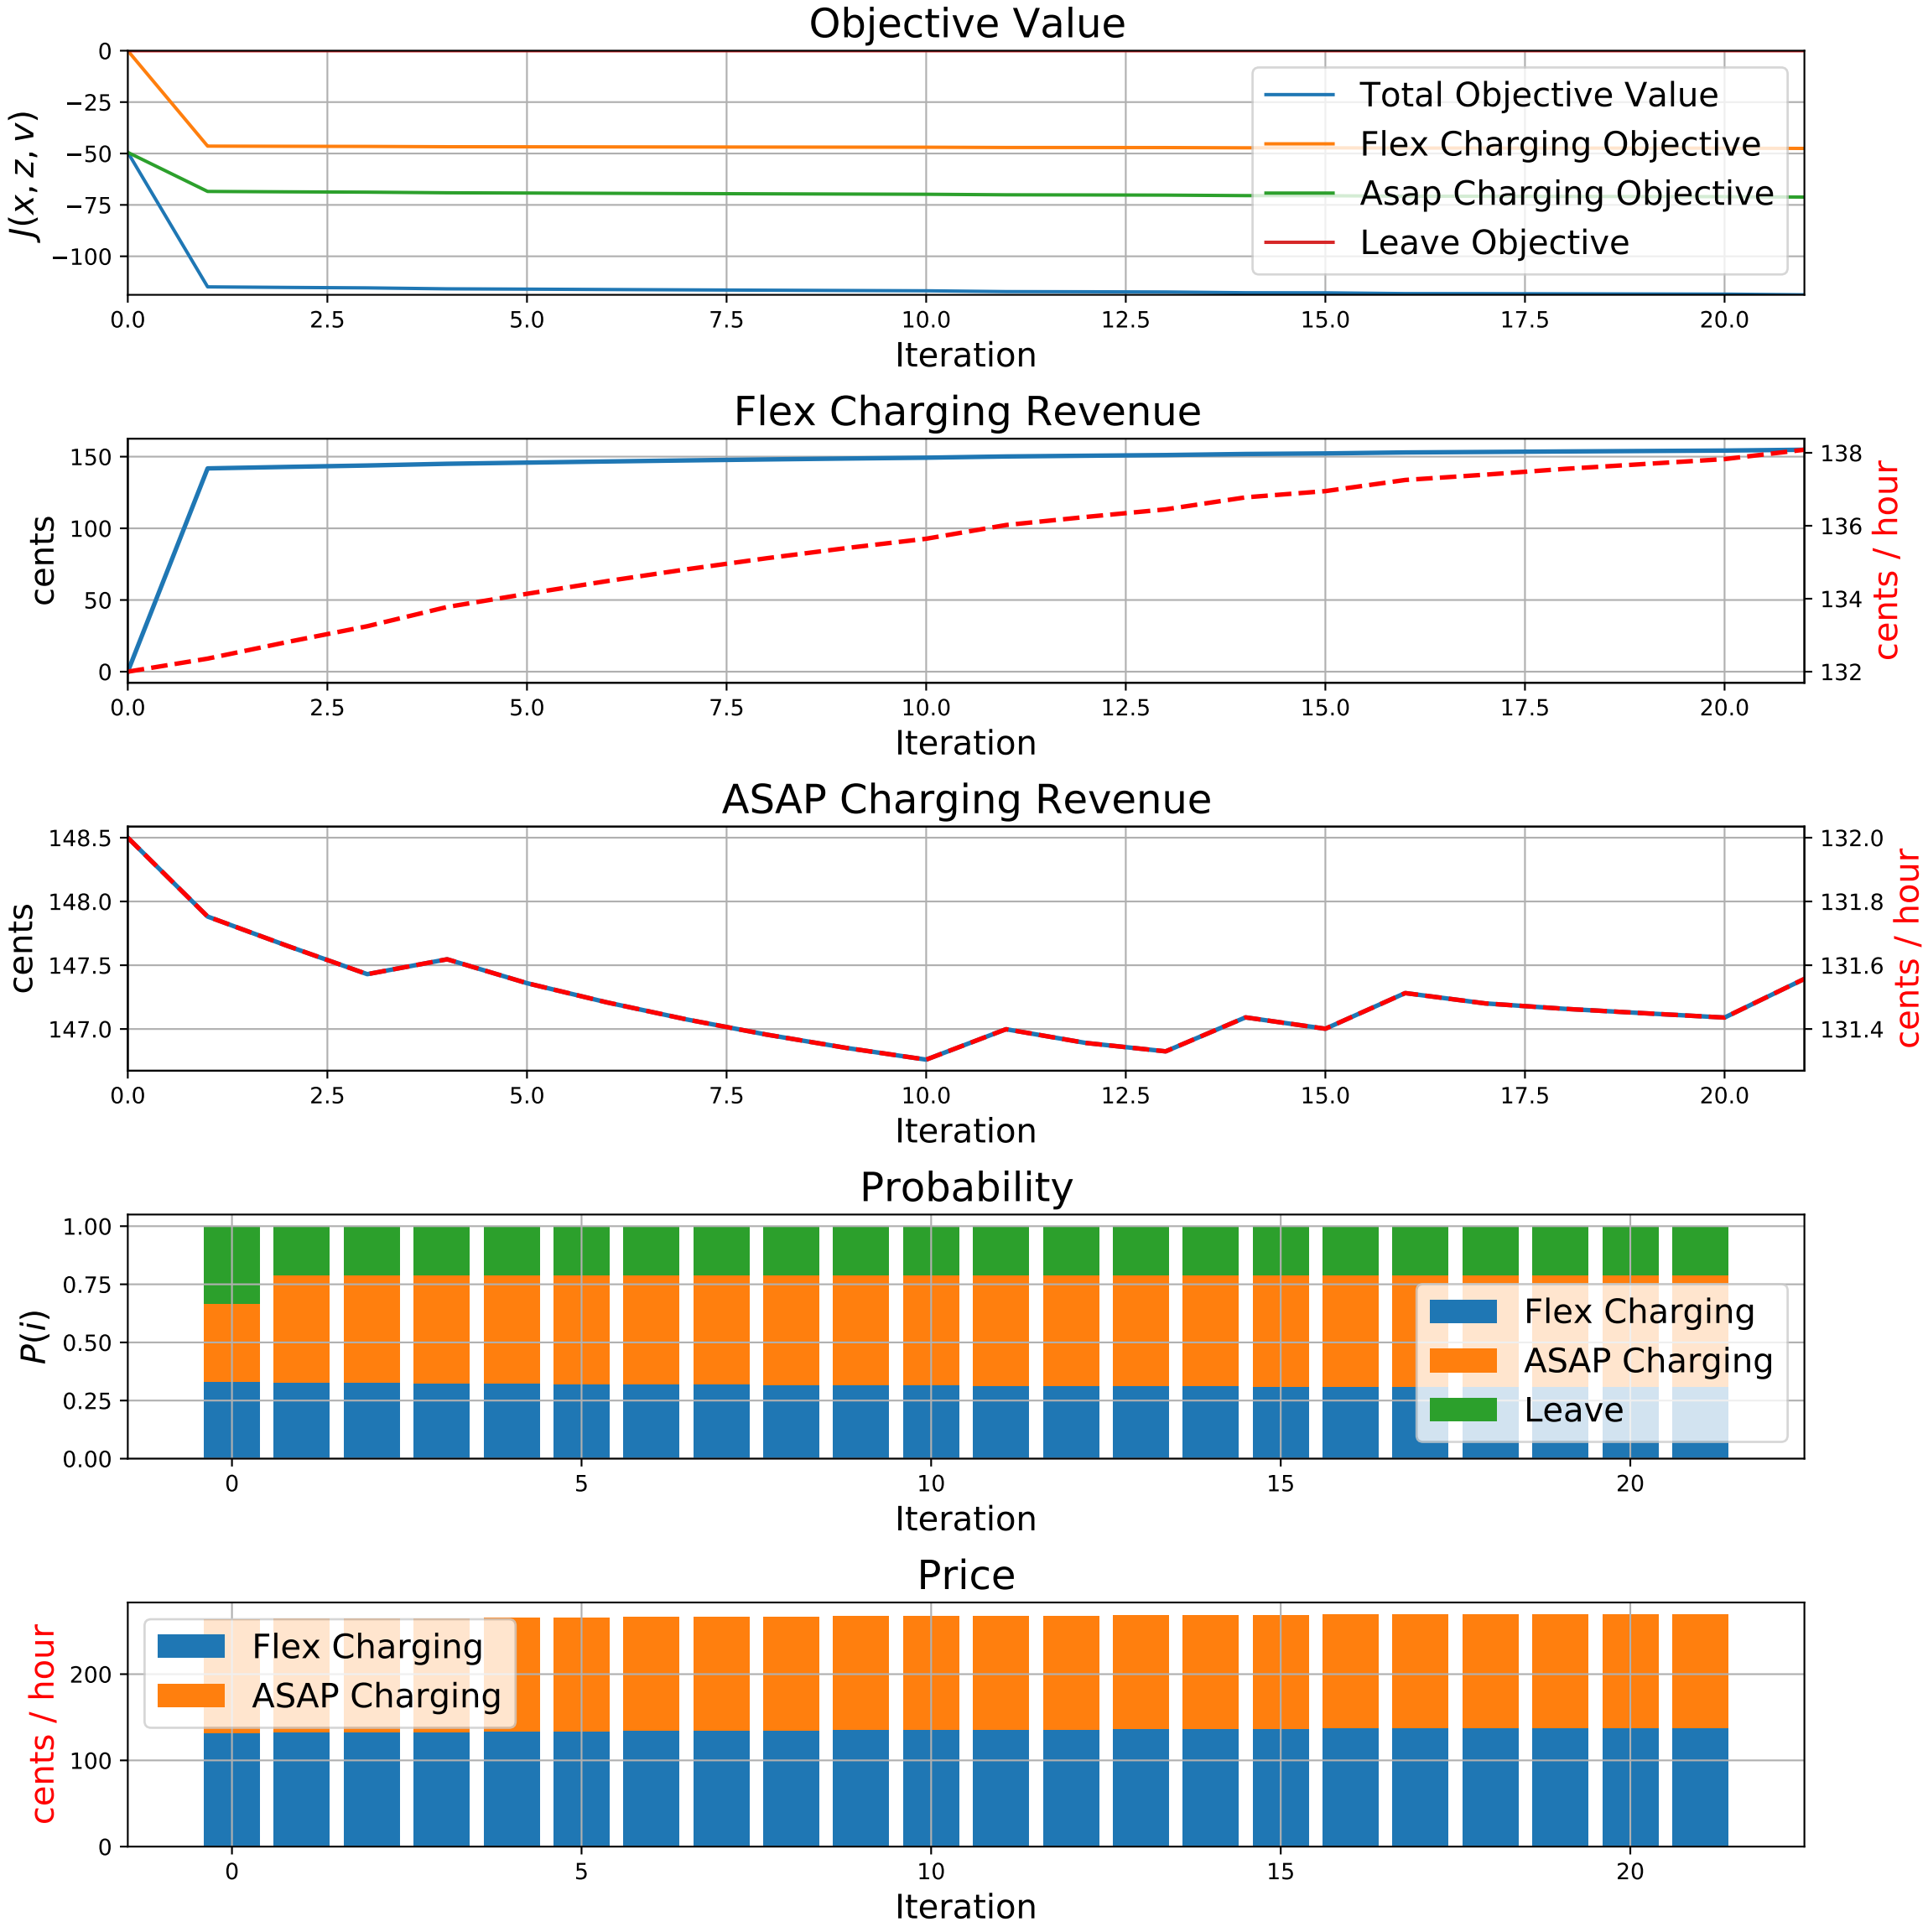 Objective Value
0
−25
−50
−75
−100
J(x, z, v)
Total Objective Value
Flex Charging Objective
Asap Charging Objective
Leave Objective
0.0 2.5 5.0 7.5 10.0 12.5 15.0 17.5 20.0
Iteration
Flex Charging Revenue
150
100
50
0
cents
138
136
134
132
cents / hour
0.0 2.5 5.0 7.5 10.0 12.5 15.0 17.5 20.0
Iteration
ASAP Charging Revenue
148.5
148.0
147.5
147.0
cents
132.0
131.8
131.6
131.4
cents / hour
0.0 2.5 5.0 7.5 10.0 12.5 15.0 17.5 20.0
Iteration
Probability
1.00
0.75
0.50
0.25
0.00
P(i)
Flex Charging
ASAP Charging
Leave
0 5 10 15 20
Iteration
Price
200
100
0
cents / hour
Flex Charging
ASAP Charging
0 5 10 15 20
Iteration